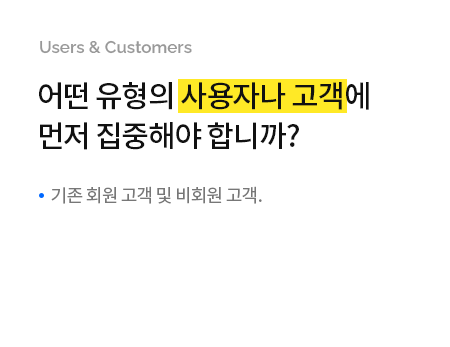 Users & Customers
어떤 유형의 사용자나 고객에
먼저 집중해야 합니까?
• 기존 회원 고객 및 비회원 고객.